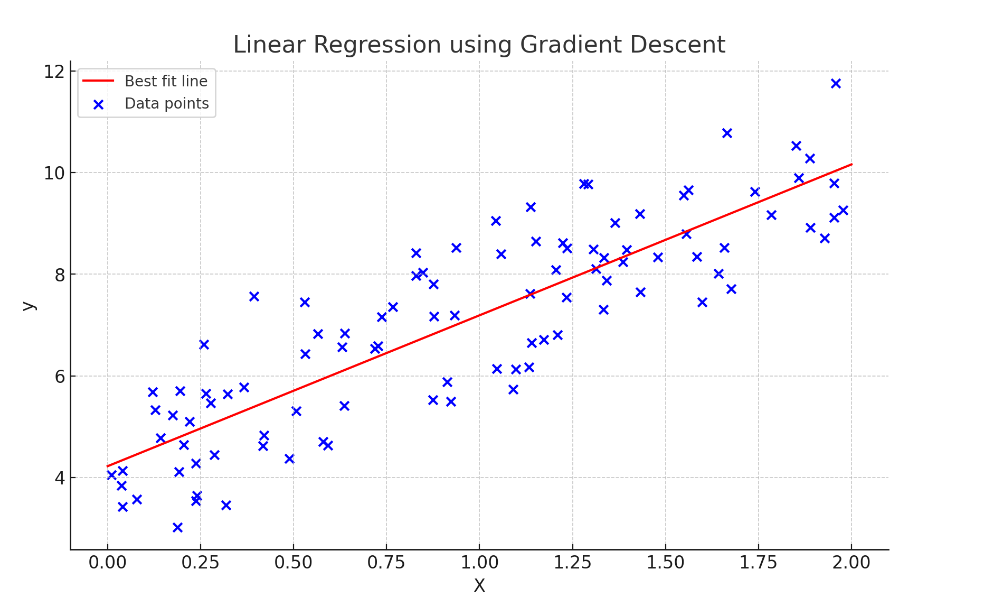 Linear Regression using Gradient Descent
Best fit line
Data points
12
10
8
6
4
y
0.00 0.25 0.50 0.75 1.00 1.25 1.50 1.75 2.00
X